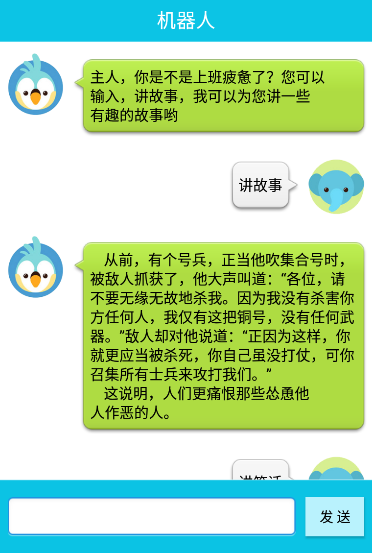 机器人
主人，你是不是上班疲惫了？您可以
输入，讲故事，我可以为您讲一些
有趣的故事哟
讲故事
从前，有个号兵，正当他吹集合号时，
被敌人抓获了，他大声叫道：“各位，请
不要无缘无故地杀我。因为我没有杀害你
方任何人，我仅有这把铜号，没有任何武
器。”敌人却对他说道：“正因为这样，你
就更应当被杀死，你自己虽没打仗，可你
召集所有士兵来攻打我们。”
这说明，人们更痛恨那些怂恿他
人作恶的人。
讲笑话
发 送